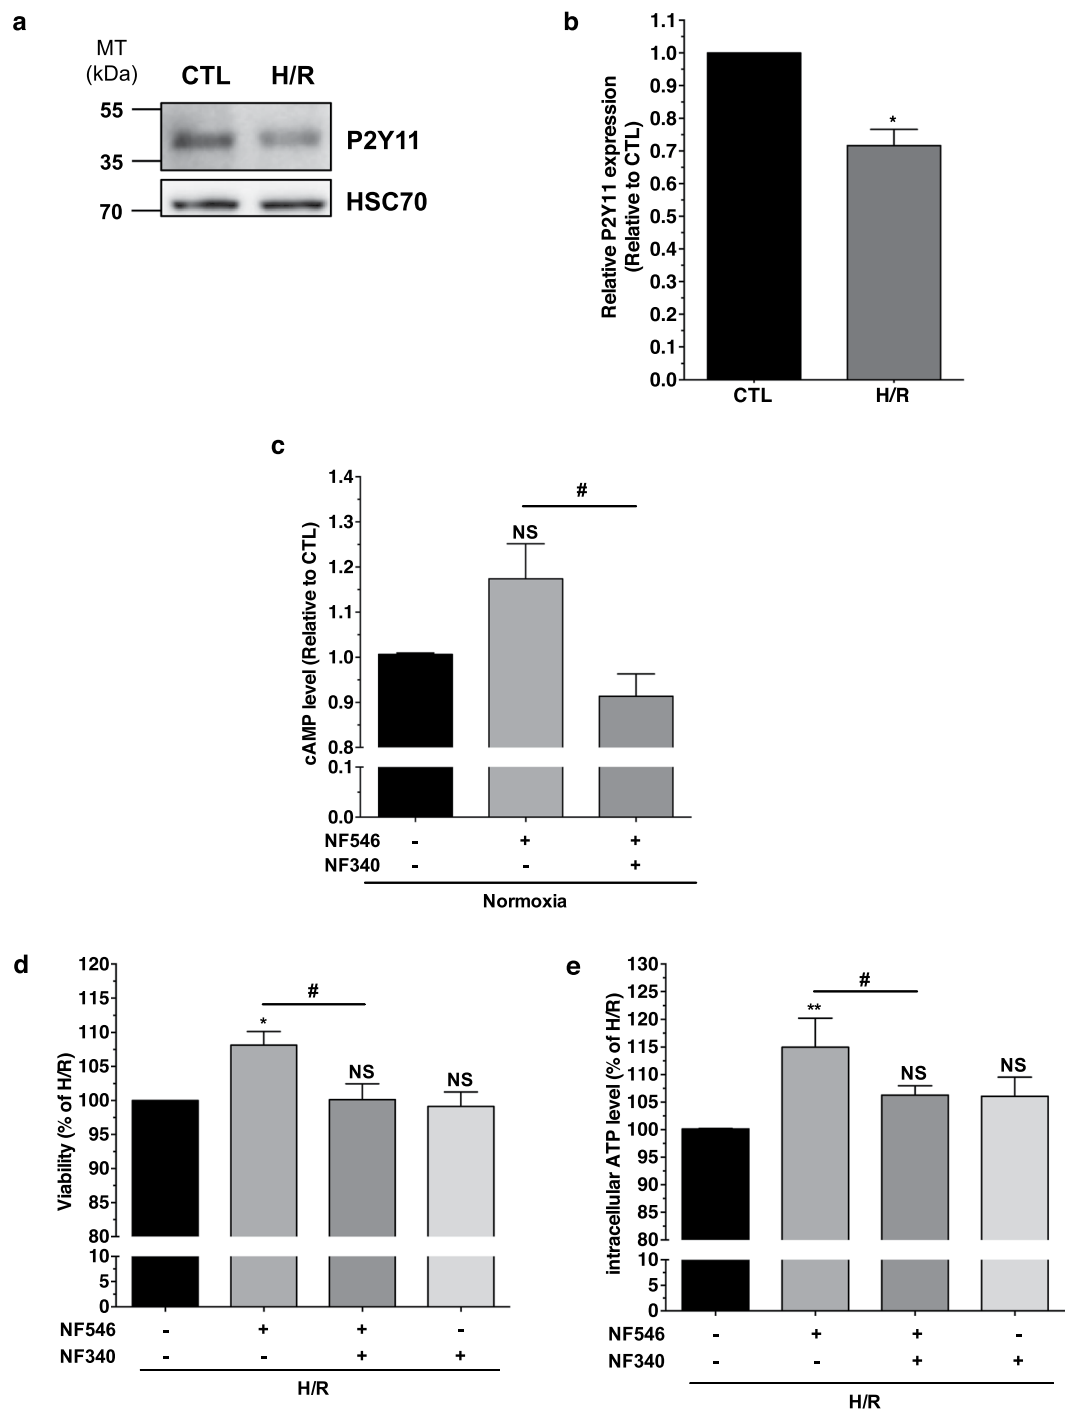 a
MT
(kDa)
CTL H/R
55
35
P2Y11
70
HSC70
b
Relative P2Y11 expression
(Relative to CTL)
1.1
1.0
0.9
0.8
0.7
0.6
0.5
0.4
0.3
0.2
0.1
0.0
*
CTL H/R
c
cAMP level (Relative to CTL)
1.4
1.3
1.2
1.1
1.0
0.9
0.8
0.1
0.0
#
NS
NF546 - + +
NF340 - - +
Normoxia
d
Viability (% of H/R)
120
115
110
105
100
95
90
85
80
10
5
0
#
*
NS
NS
NF546 - + + -
NF340 - - + +
H/R
e
intracellular ATP level (% of H/R)
130
125
120
115
110
105
100
95
90
85
80
10
5
0
#
**
NS
NS
NF546 - + + -
NF340 - - + +
H/R